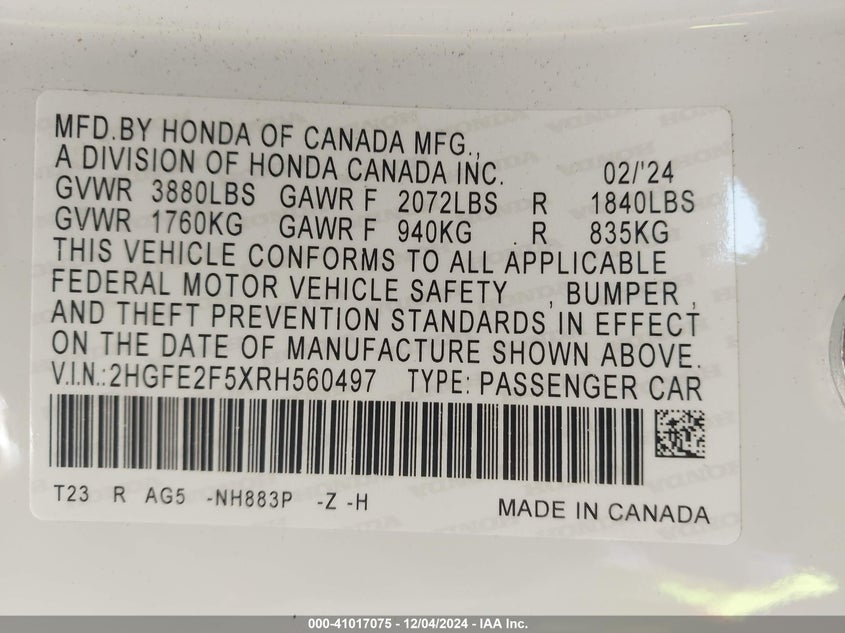 MFD.BY HONDA OF CANADA MFG.,
A DIVISION OF HONDA CANADA INC. 02/'24
GVWR 3880LBS GAWR F 2072LBS R 1840LBS
GVWR 1760KG GAWR F 940KG R 835KG
THIS VEHICLE CONFORMS TO ALL APPLICABLE
FEDERAL MOTOR VEHICLE SAFETY , BUMPER ,
AND THEFT PREVENTION STANDARDS IN EFFECT
ON THE DATE OF MANUFACTURE SHOWN ABOVE.
V.I.N.: 2HGFE2F5XRH560497 TYPE: PASSENGER CAR
T23 R AG5 -NH883P -Z -H MADE IN CANADA
000-41017075 - 12/04/2024 - IAA Inc.